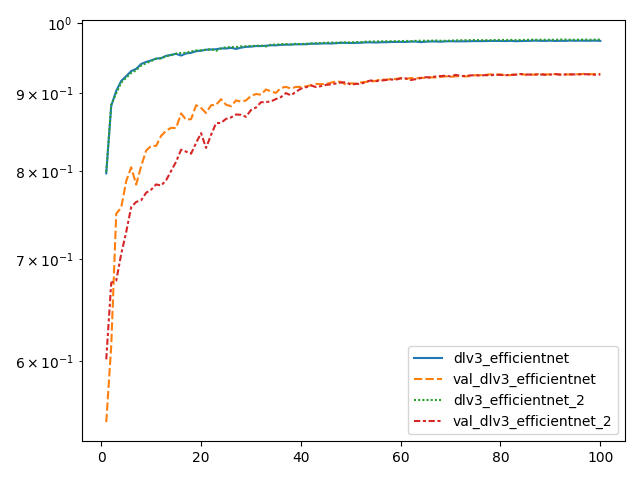 10⁰
9 × 10⁻¹
8 × 10⁻¹
7 × 10⁻¹
6 × 10⁻¹
0 20 40 60 80 100
dlv3_efficientnet
val_dlv3_efficientnet
dlv3_efficientnet_2
val_dlv3_efficientnet_2